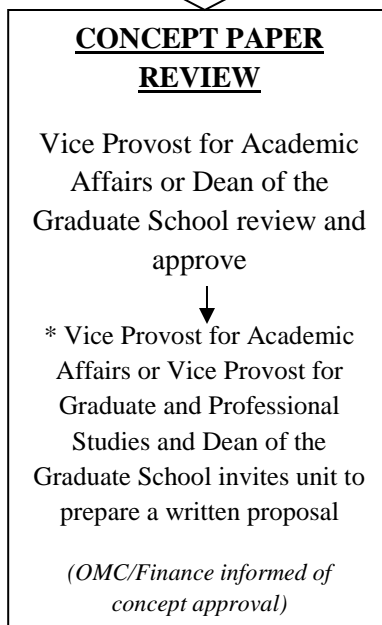 CONCEPT PAPER
REVIEW
Vice Provost for Academic
Affairs or Dean of the
Graduate School review and
approve
* Vice Provost for Academic
Affairs or Vice Provost for
Graduate and Professional
Studies and Dean of the
Graduate School invites unit to
prepare a written proposal
(OMC/Finance informed of
concept approval)